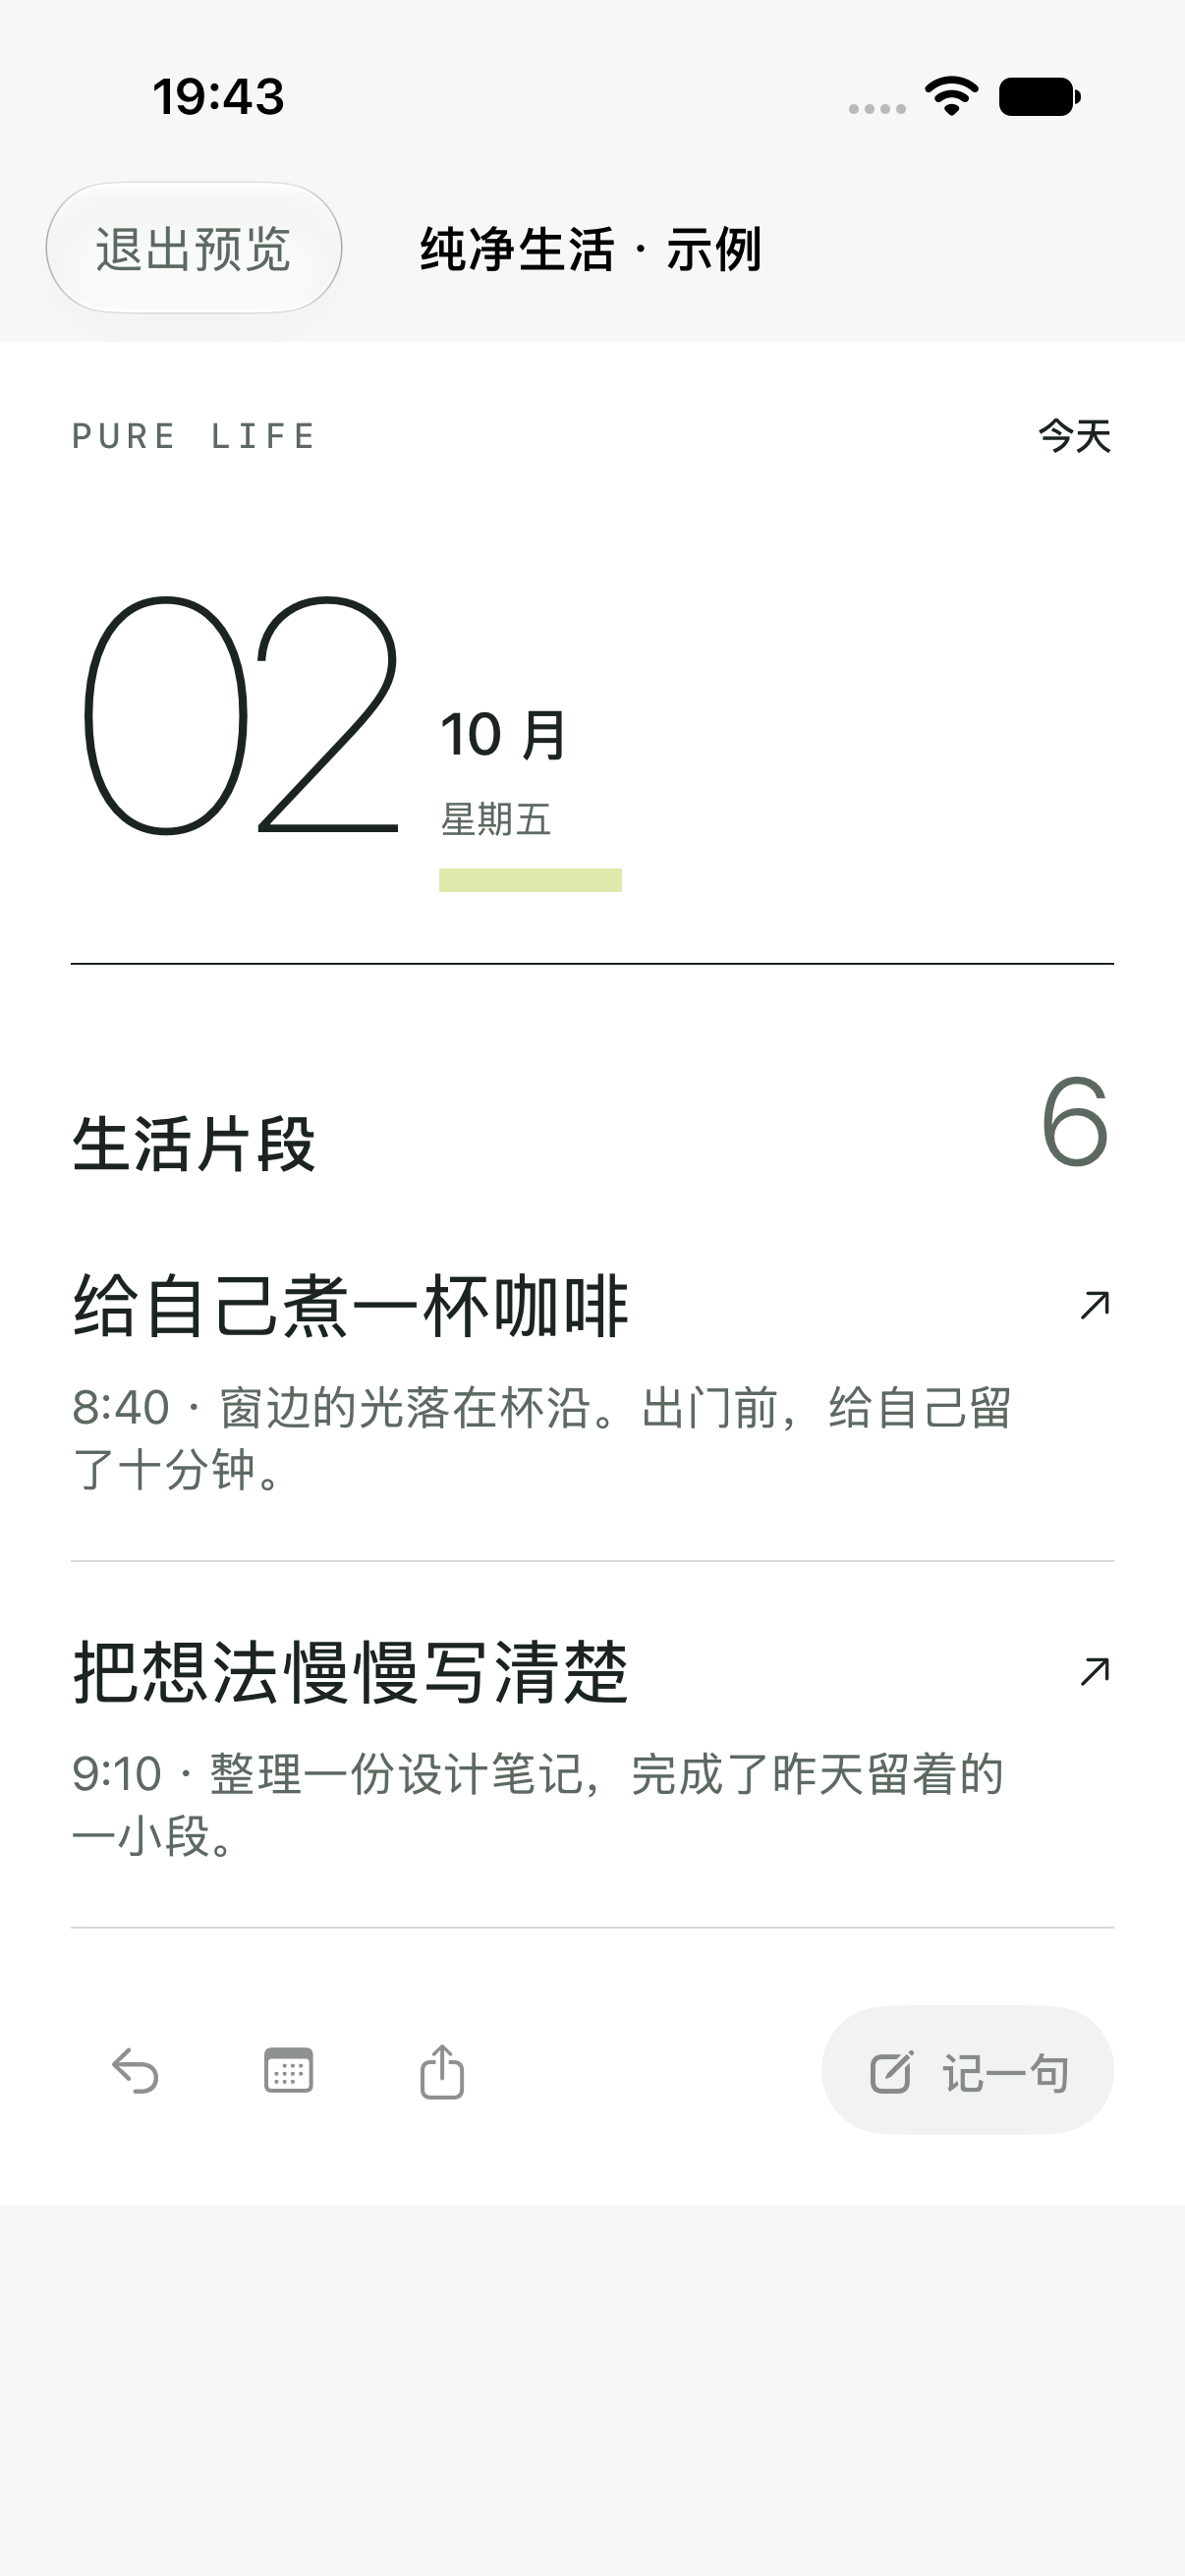 19:43
退出预览
纯净生活 · 示例
PURE LIFE
今天
02
10 月
星期五
生活片段
6
给自己煮一杯咖啡
8:40 · 窗边的光落在杯沿。出门前，给自己留
了十分钟。
把想法慢慢写清楚
9:10 · 整理一份设计笔记，完成了昨天留着的
一小段。
记一句